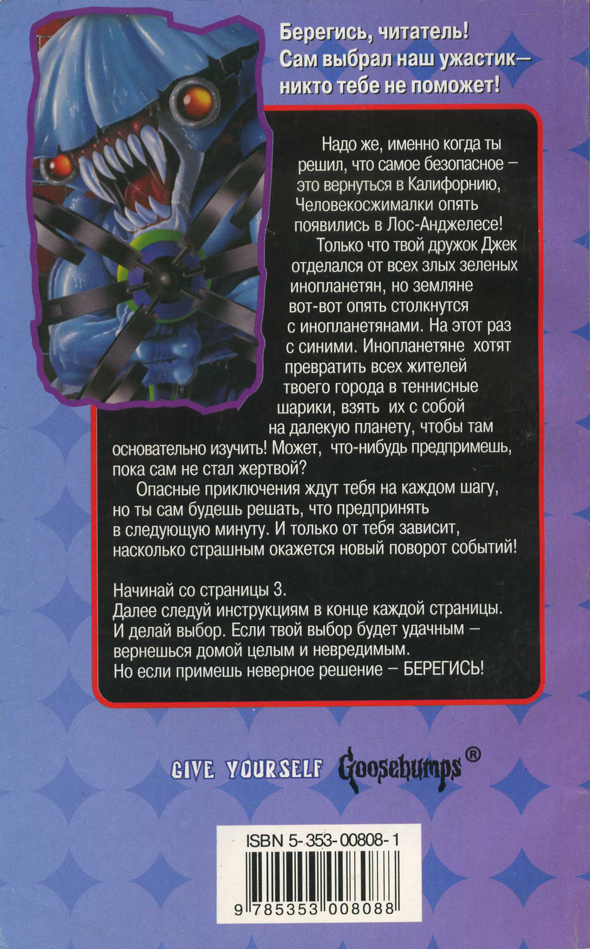 Берегись, читатель!
Сам выбрал наш ужастик–
никто тебе не поможет!
Надо же, именно когда ты
решил, что самое безопасное –
это вернуться в Калифорнию,
Человекосжималки опять
появились в Лос-Анджелесе!
Только что твой дружок Джек
отделался от всех злых зеленых
инопланетян, но земляне
вот-вот опять столкнутся
с инопланетянами. На этот раз
с синими. Инопланетяне хотят
превратить всех жителей
твоего города в теннисные
шарики, взять их с собой
на далекую планету, чтобы там
основательно изучить! Может, что-нибудь предпримешь,
пока сам не стал жертвой?
Опасные приключения ждут тебя на каждом шагу,
но ты сам будешь решать, что предпринять
в следующую минуту. И только от тебя зависит,
насколько страшным окажется новый поворот событий!
Начинай со страницы 3.
Далее следуй инструкциям в конце каждой страницы.
И делай выбор. Если твой выбор будет удачным –
вернешься домой целым и невредимым.
Но если примешь неверное решение – БЕРЕГИСЬ!
GIVE YOURSELF Goosebumps®
ISBN 5-353-00808-1
9 785353 008088